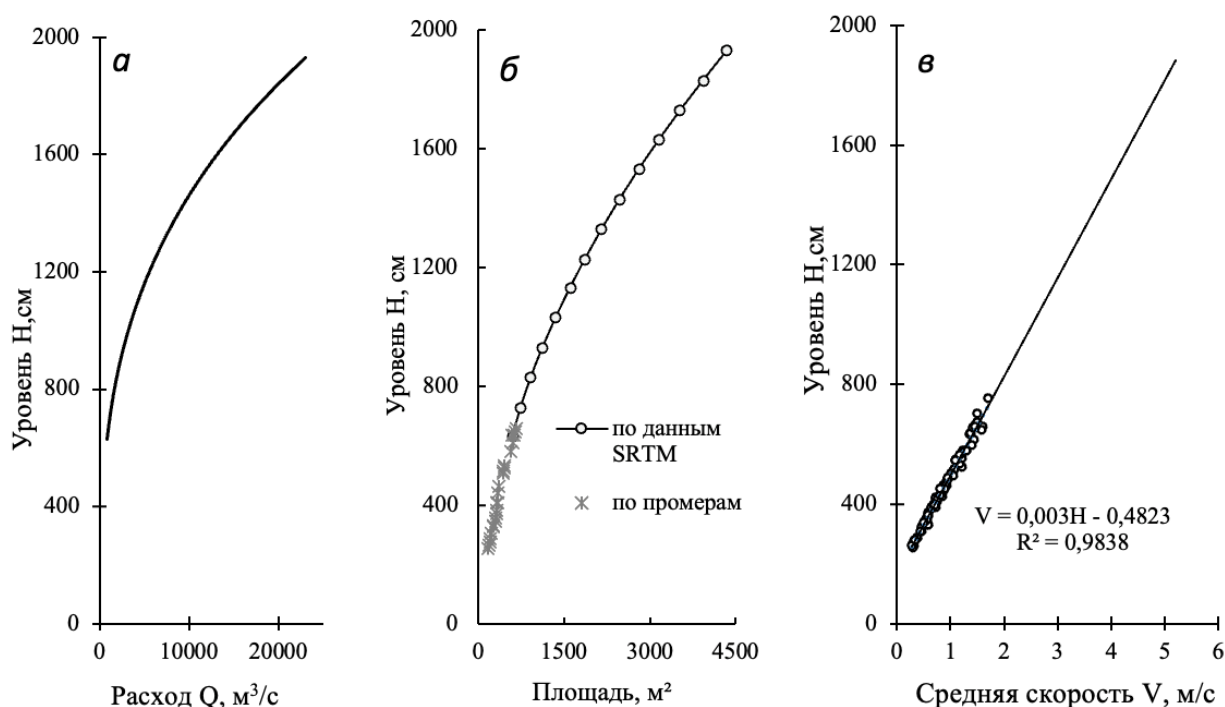 а
2000
1600
1200
800
400
0
0
10000
20000
Уровень Н,см
Расход Q, м³/с
б
2000
1600
1200
800
400
0
0
1500
3000
4500
Уровень Н, см
Площадь, м²
по данным
SRTM
по промерам
в
2000
1600
1200
800
400
0
0
1
2
3
4
5
6
Уровень Н,см
Средняя скорость V, м/с
V = 0,003H - 0,4823
R² = 0,9838